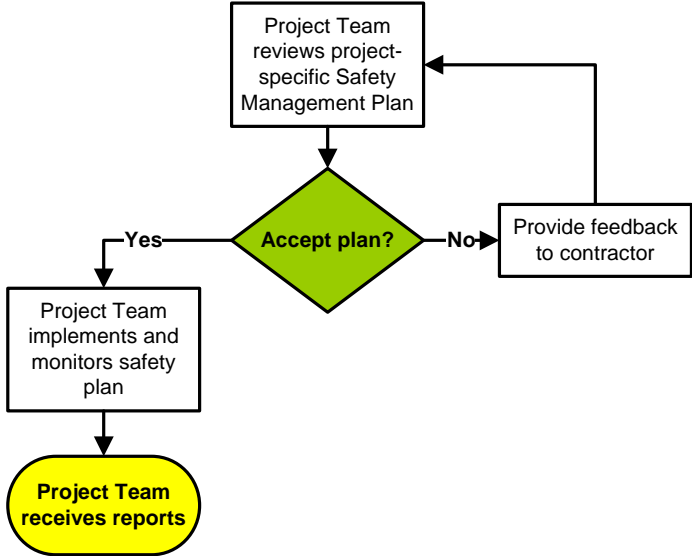 Project Team
reviews project-
specific Safety
Management Plan
Accept plan?
Yes
No
Provide feedback
to contractor
Project Team
implements and
monitors safety
plan
Project Team
receives reports